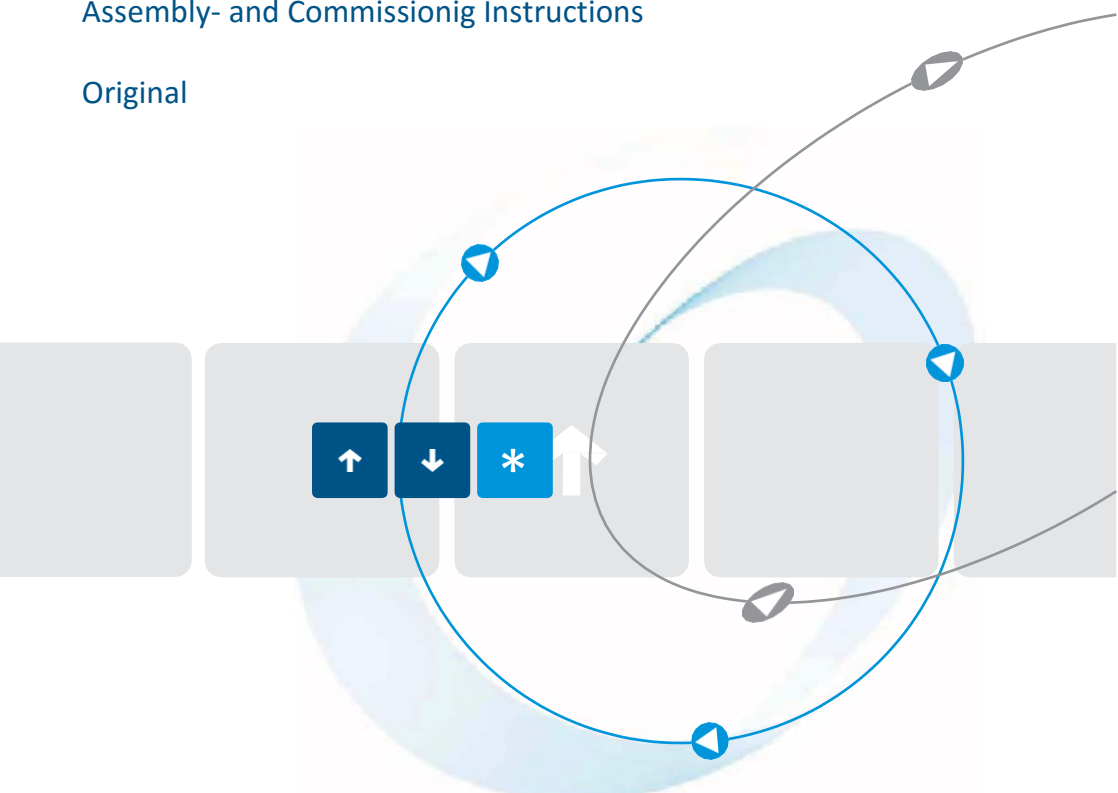 Assembly- and Commissionig Instructions
Original
↑ ↓ *